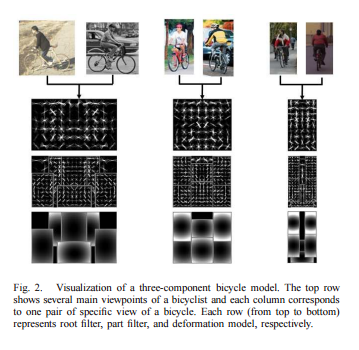 Fig. 2. Visualization of a three-component bicycle model. The top row
shows several main viewpoints of a bicyclist and each column corresponds
to one pair of specific view of a bicycle. Each row (from top to bottom)
represents root filter, part filter, and deformation model, respectively.